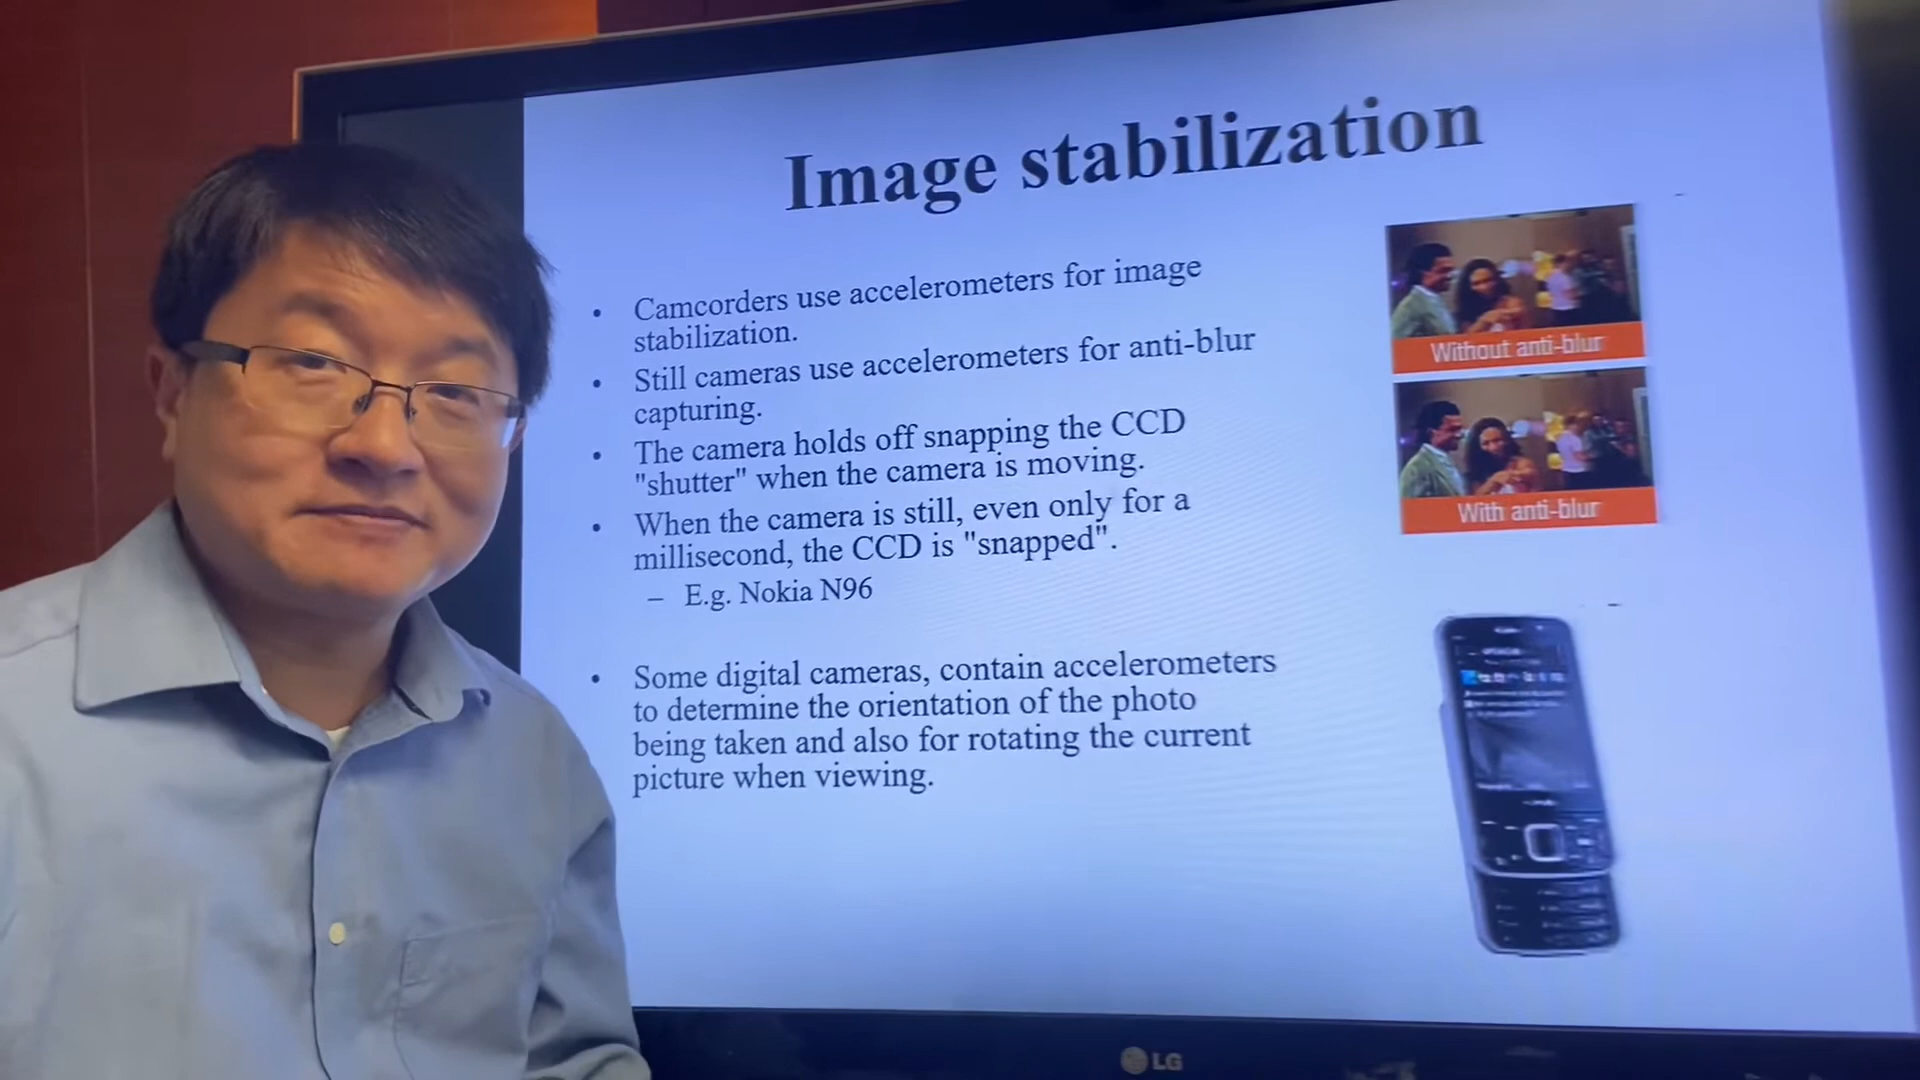 Image stabilization
• Camcorders use accelerometers for image
stabilization.
• Still cameras use accelerometers for anti-blur
capturing.
• The camera holds off snapping the CCD
"shutter" when the camera is moving.
• When the camera is still, even only for a
millisecond, the CCD is "snapped".
– E.g. Nokia N96
• Some digital cameras, contain accelerometers
to determine the orientation of the photo
being taken and also for rotating the current
picture when viewing.
Without anti-blur
With anti-blur
LG